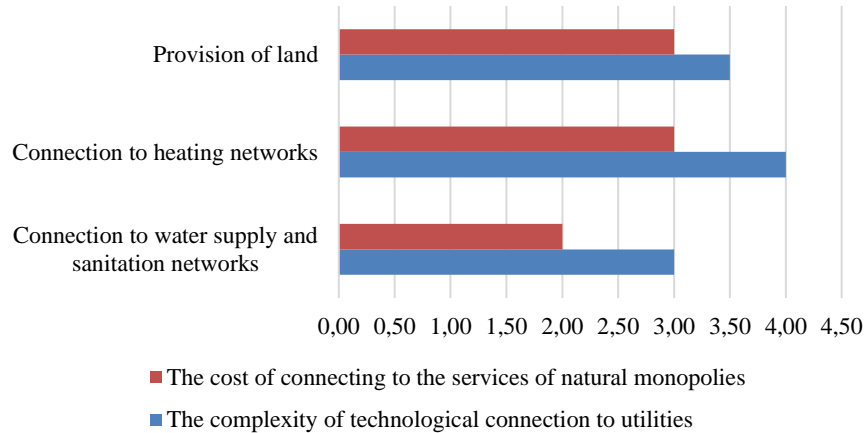 Provision of land
Connection to heating networks
Connection to water supply and
sanitation networks
0,00 0,50 1,00 1,50 2,00 2,50 3,00 3,50 4,00 4,50
The cost of connecting to the services of natural monopolies
The complexity of technological connection to utilities